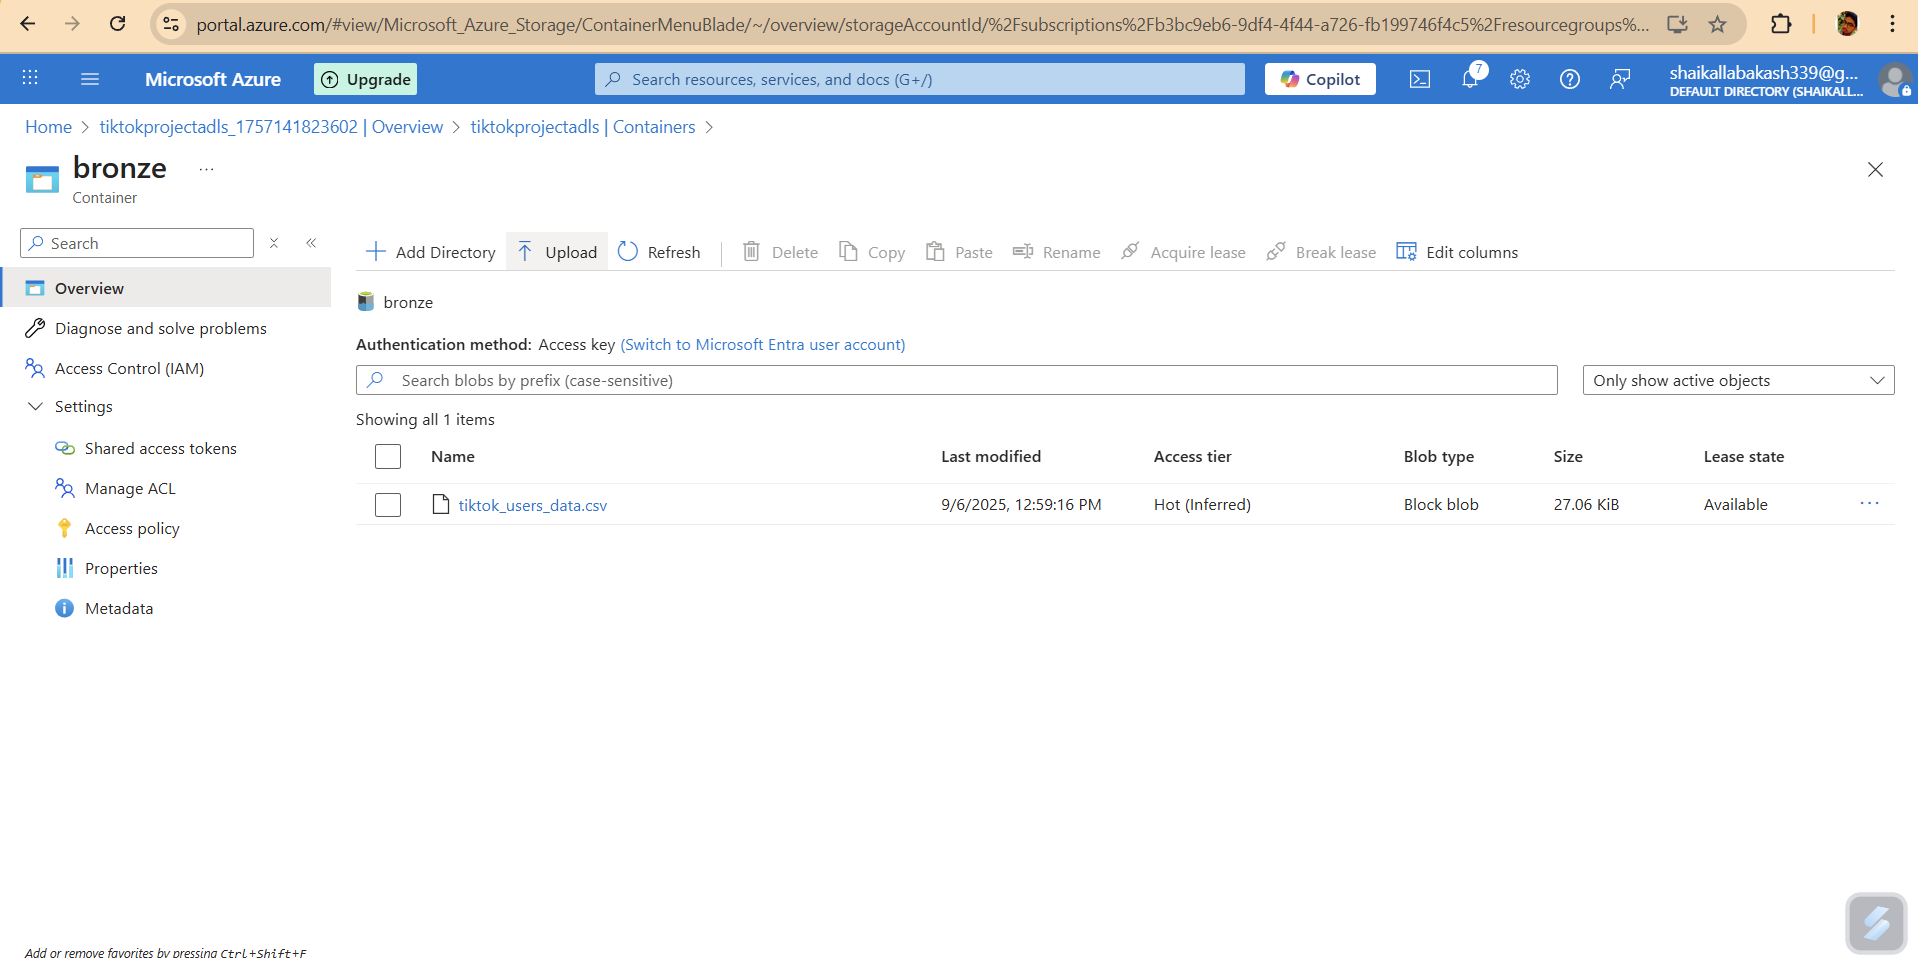 portal.azure.com/#view/Microsoft_Azure_Storage/ContainerMenuBlade/~/overview/storageAccountId/%2Fsubscriptions%2Fb3bc9eb6-9df4-4f44-a726-fb199746f4c5%2Fresourcegroups%...
Microsoft Azure
Upgrade
Search resources, services, and docs (G+/)
Copilot
7
shaikallabakash339@g...
DEFAULT DIRECTORY (SHAIKALL...
Home > tiktokprojectadls_1757141823602 | Overview > tiktokprojectadls | Containers >
bronze ...
Container
Search
Overview
Diagnose and solve problems
Access Control (IAM)
Settings
Shared access tokens
Manage ACL
Access policy
Properties
Metadata
Add Directory Upload Refresh Delete Copy Paste Rename Acquire lease Break lease Edit columns
bronze
Authentication method: Access key (Switch to Microsoft Entra user account)
Search blobs by prefix (case-sensitive)
Only show active objects
Showing all 1 items
Name Last modified Access tier Blob type Size Lease state
tiktok_users_data.csv 9/6/2025, 12:59:16 PM Hot (Inferred) Block blob 27.06 KiB Available ...
Add or remove favorites by pressing Ctrl+Shift+F